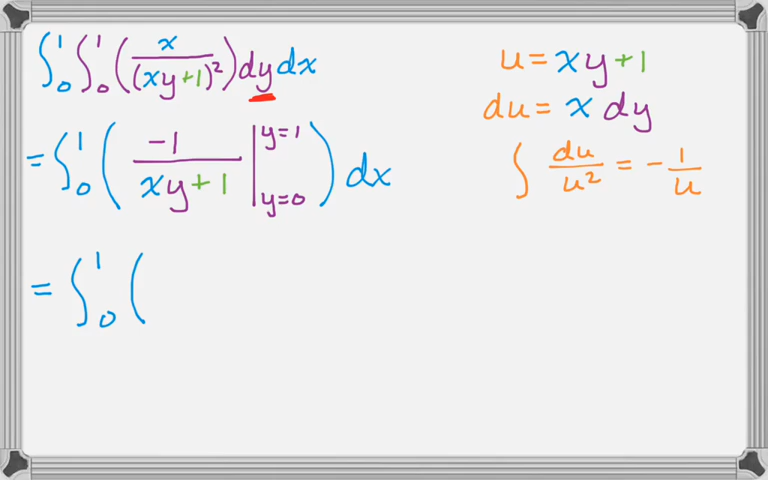 ∫₀¹ ∫₀¹ (x/(xy+1)²) dy dx
= ∫₀¹ (-1/(xy+1) |_{y=0}^{y=1}) dx
= ∫₀¹ (
u = xy+1
du = x dy
∫ du/u² = -1/u